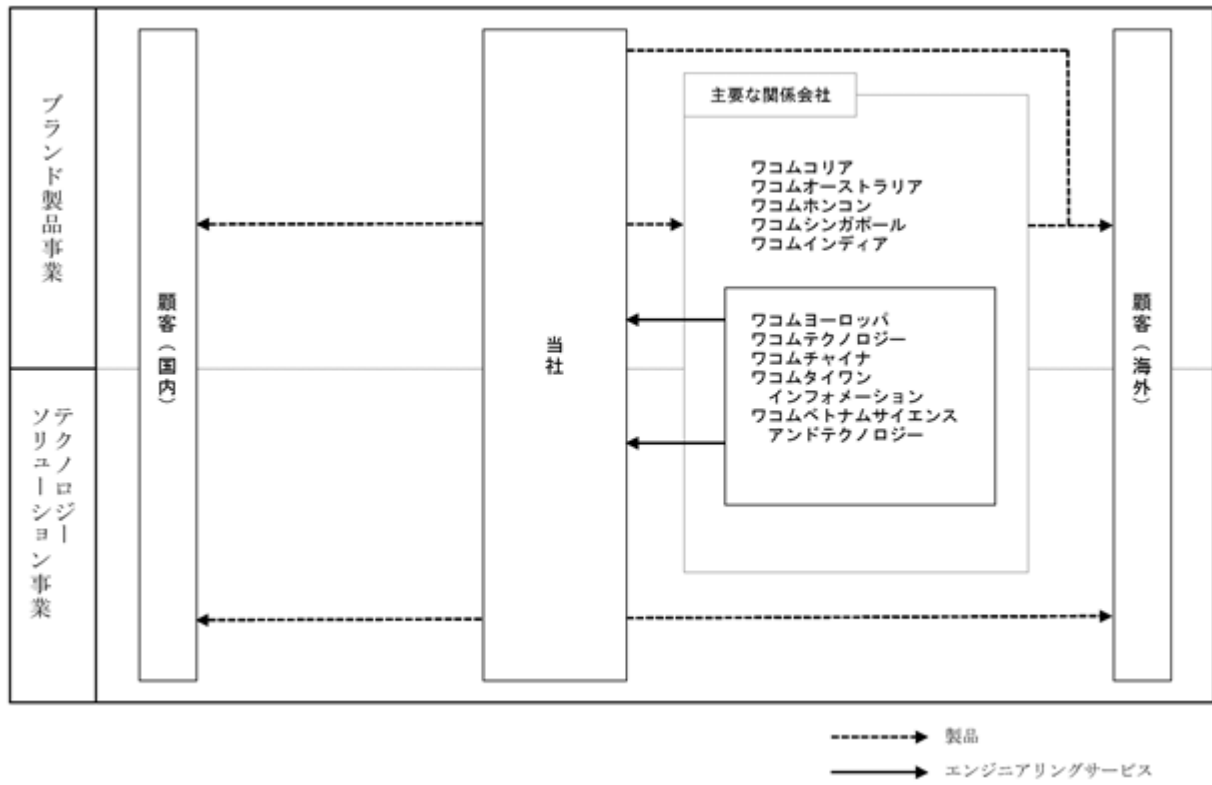 ブランド製品事業
テクノロジー
ソリューション事業
顧客（国内）
当社
主要な関係会社
ワコムコリア
ワコムオーストラリア
ワコムホンコン
ワコムシンガポール
ワコムインディア
ワコムヨーロッパ
ワコムテクノロジー
ワコムチャイナ
ワコムタイワン
インフォメーション
ワコムベトナムサイエンス
アンドテクノロジー
顧客（海外）
製品
エンジニアリングサービス